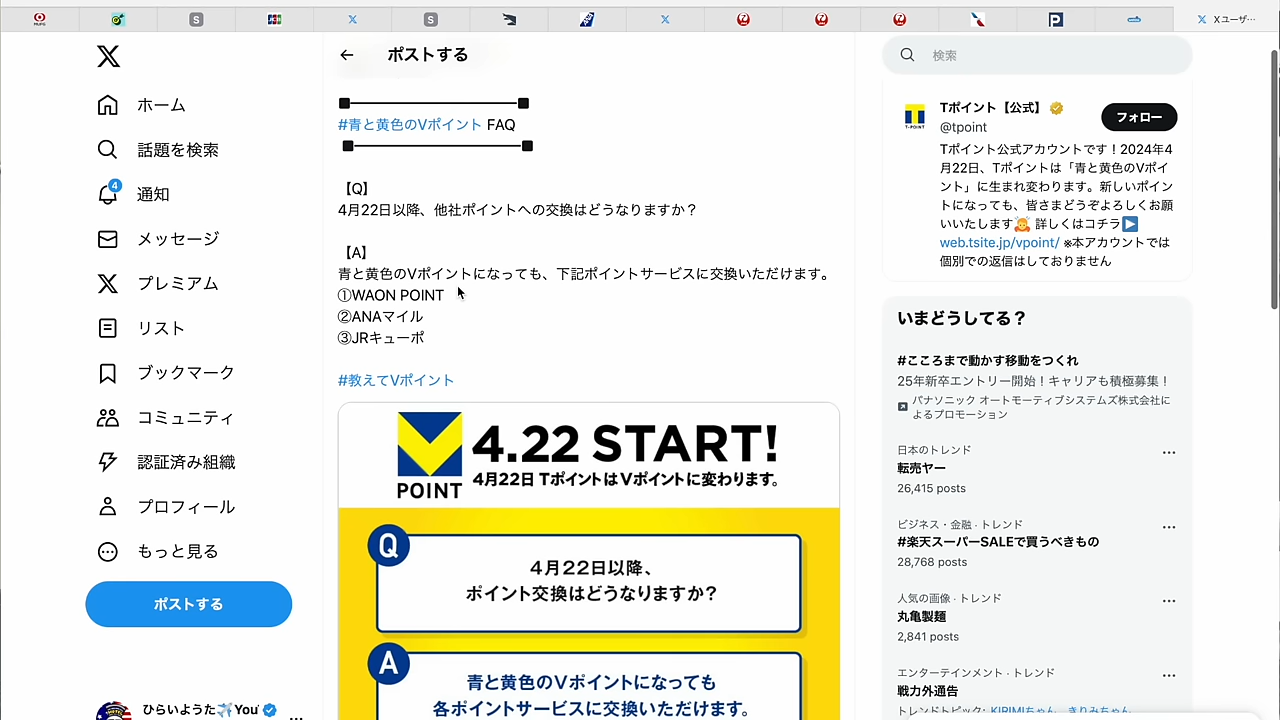 Xユーザ…
ホーム
話題を検索
4
通知
メッセージ
プレミアム
リスト
ブックマーク
コミュニティ
認証済み組織
プロフィール
もっと見る
ポストする
ひらいようた✈️You
ポストする
#青と黄色のVポイント FAQ
【Q】
4月22日以降、他社ポイントへの交換はどうなりますか？
【A】
青と黄色のVポイントになっても、下記ポイントサービスに交換いただけます。
①WAON POINT
②ANAマイル
③JRキューポ
#教えてVポイント
POINT
4.22 START!
4月22日 TポイントはVポイントに変わります。
Q
4月22日以降、
ポイント交換はどうなりますか?
A
青と黄色のVポイントになっても
各ポイントサービスに交換いただけます。
検索
T-POINT
Tポイント【公式】
@tpoint
フォロー
Tポイント公式アカウントです！2024年4
月22日、Tポイントは「青と黄色のVポイ
ント」に生まれ変わります。新しいポイン
トになっても、皆さまどうぞよろしくお願
いいたします🙇 詳しくはコチラ▶️
web.tsite.jp/vpoint/ ※本アカウントでは
個別での返信はしておりません
いまどうしてる？
#こころまで動かす移動をつくれ
25年新卒エントリー開始！キャリアも積極募集！
パナソニック オートモーティブシステムズ株式会社に
よるプロモーション
日本のトレンド
転売ヤー
26,415 posts
ビジネス・金融 · トレンド
#楽天スーパーSALEで買うべきもの
28,768 posts
人気の画像 · トレンド
丸亀製麺
2,841 posts
エンターテインメント · トレンド
戦力外通告
トレンドトピック: KIRIMIちゃん、きりみちゃん